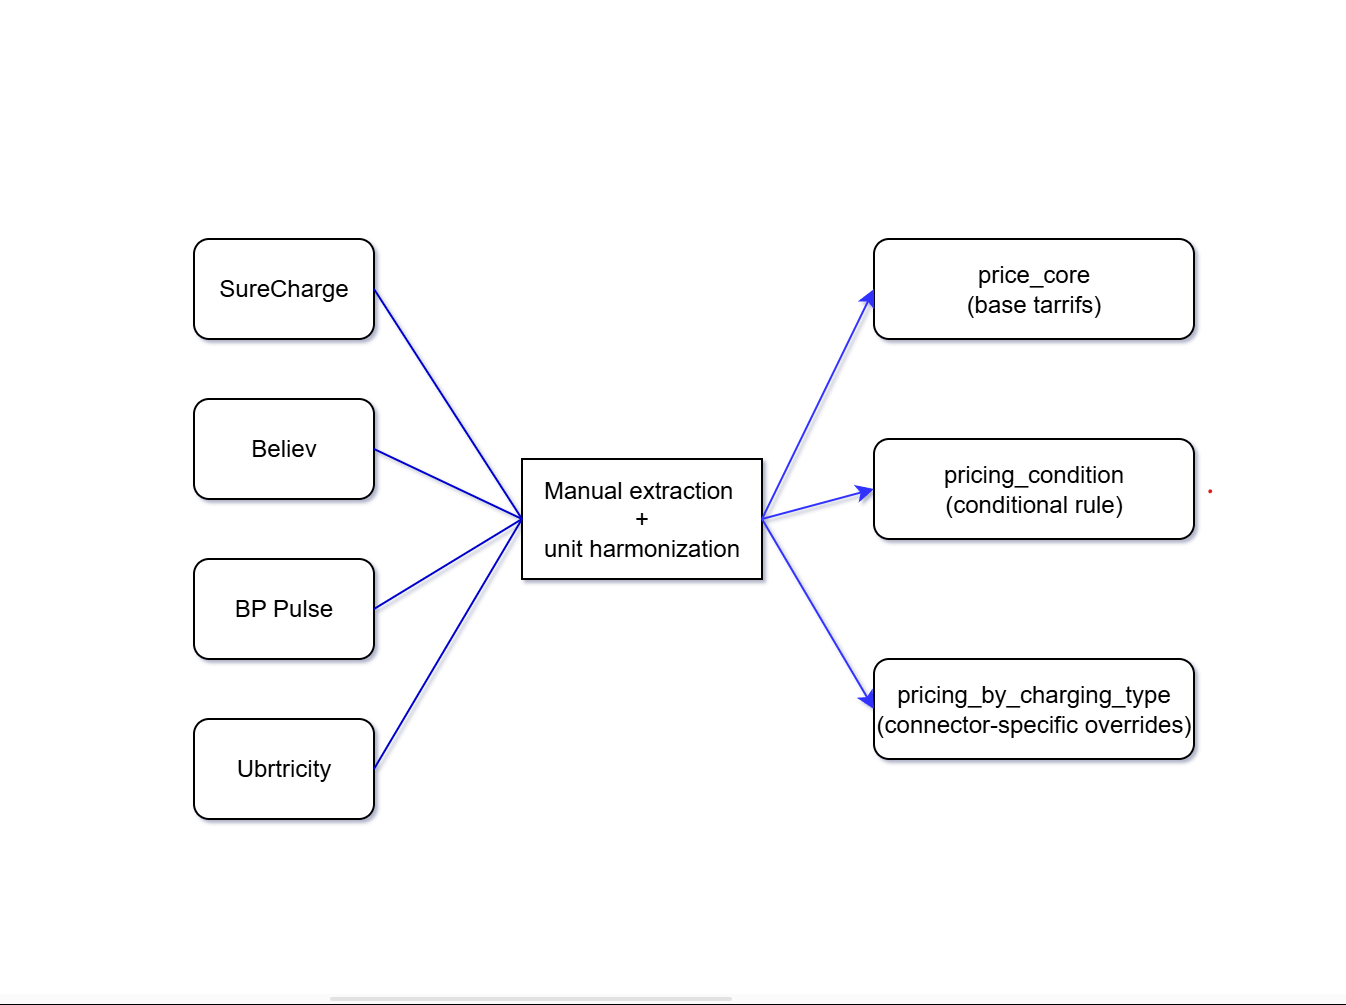 SureCharge
Believ
BP Pulse
Ubrtricity
Manual extraction
+
unit harmonization
price_core
(base tarrifs)
pricing_condition
(conditional rule)
pricing_by_charging_type
(connector-specific overrides)